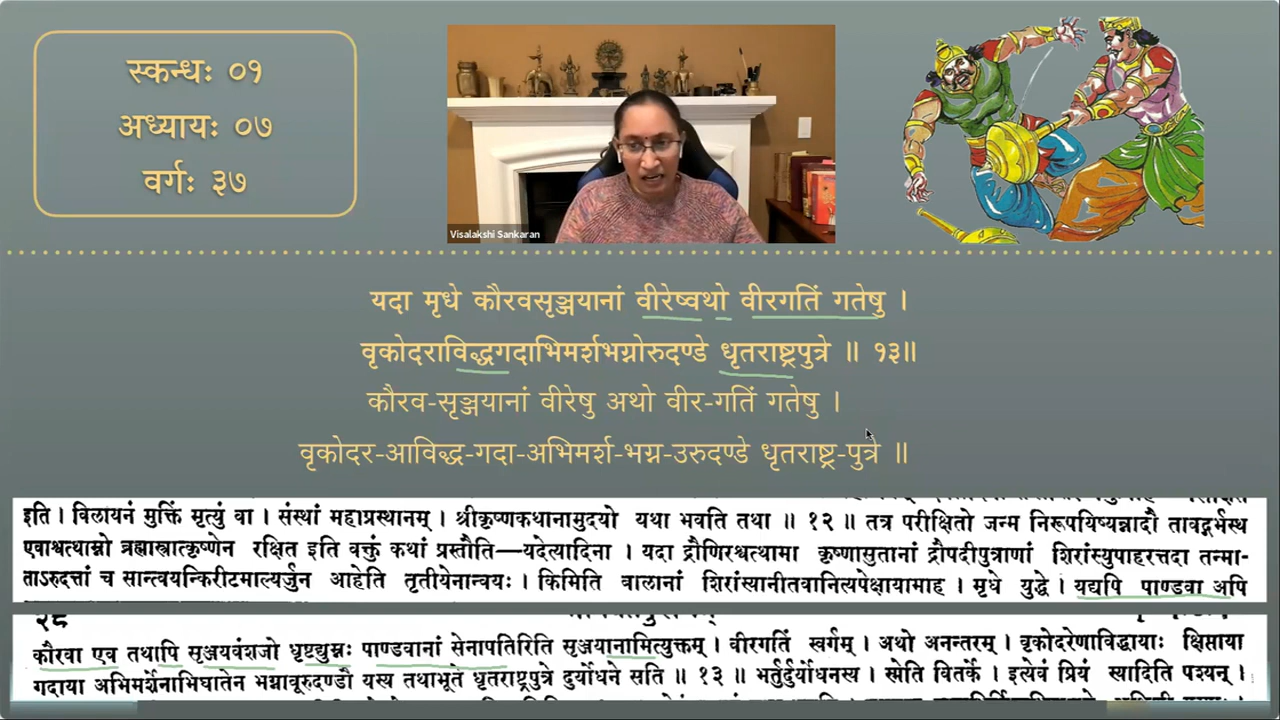 स्कन्धः ०१
अध्यायः ०७
वर्गः ३७
Visalakshi Sankaran
यदा मृधे कौरवसृञ्जयानां वीरेष्वथो वीरगतिं गतेषु ।
वृकोदराविद्धगदाभिमर्शभग्नोरुदण्डे धृतराष्ट्रपुत्रे ॥ १३॥
कौरव-सृञ्जयानां वीरेषु अथो वीर-गतिं गतेषु ।
वृकोदर-आविद्ध-गदा-अभिमर्श-भग्न-उरुदण्डे धृतराष्ट्र-पुत्रे ॥
इति । विलायनं मुक्तिं मृत्युं वा । संस्थां महाप्रस्थानम् । श्रीकृष्णकथानामुदयो यथा भवति तथा ॥ १२ ॥ तत्र परीक्षितो जन्म निरूपयिष्यन्नादौ तावद्गर्भस्थ
एवाश्वत्थाम्नो ब्रह्मास्त्रात्कृष्णेन रक्षित इति वक्तुं कथां प्रस्तौति—यदेत्यादिना । यदा द्रौणिरश्वत्थामा कृष्णासुतानां द्रौपदीपुत्राणां शिरांस्युपाहरत्तदा तन्मा-
ताऽरुदत्तां च सान्त्वयन्किरीटमाल्यर्जुन आहेति तृतीयेनान्वयः । किमिति बालानां शिरांस्यानीतवानित्यपेक्षायामाह । मृधे युद्धे । यद्यपि पाण्डवा अपि
२८
कौरवा एव तथापि सृञ्जयवंशजो धृष्टद्युम्नः पाण्डवानां सेनापतिरिति सृञ्जयानामित्युक्तम् । वीरगतिं स्वर्गम् । अथो अनन्तरम् । वृकोदरेणाविद्धायाः क्षिप्ताया
गदाया अभिमर्शेनाभिघातेन भग्नावूरुदण्डौ यस्य तथाभूते धृतराष्ट्रपुत्रे दुर्योधने सति ॥ १३ ॥ भर्तुर्दुर्योधनस्य । स्मेति वितर्के । इत्येवं प्रियं स्यादिति पश्यन् ।